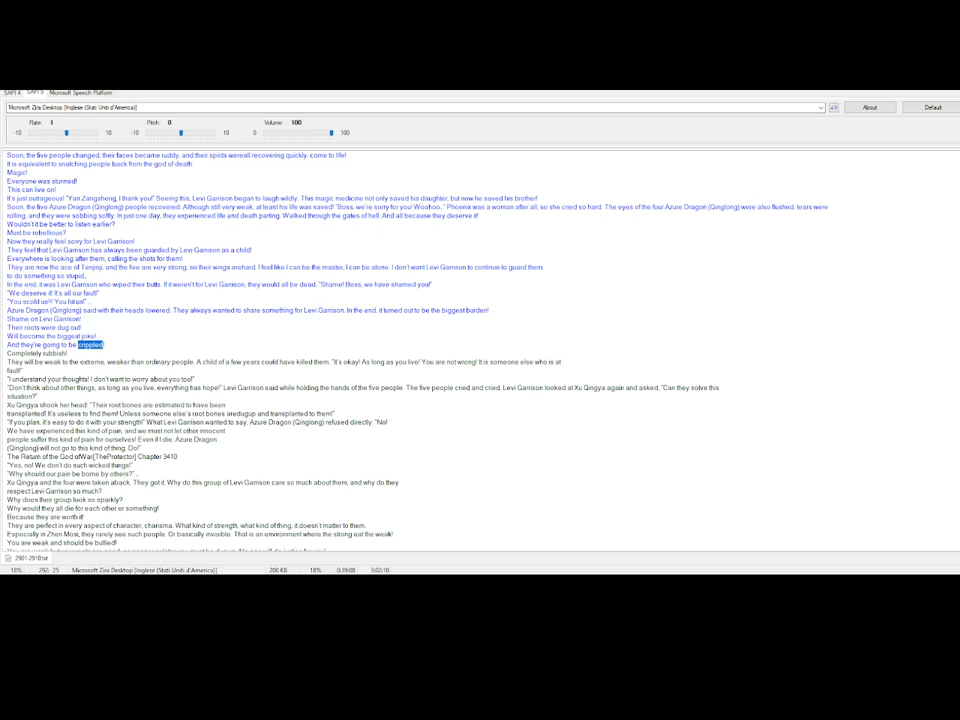 SAPI 4 SAPI 5 Microsoft Speech Platform
Microsoft Zira Desktop [Inglese (Stati Uniti d'America)] About Default
Rate: 1 Pitch: 0 Volume: 100
-10 10 -10 10 0 100
Soon, the five people changed, their faces became ruddy, and their spirits wereall recovering quickly. come to life!
It is equivalent to snatching people back from the god of death.
Magic!
Everyone was stunned!
This can live on!
It's just outrageous! "Yan Zangsheng, I thank you!" Seeing this, Levi Garrison began to laugh wildly. This magic medicine not only saved his daughter, but now he saved his brother!
Soon, the five Azure Dragon (Qinglong) people recovered. Although still very weak, at least his life was saved! "Boss, we're sorry for you! Woohoo.." Phoenix was a woman after all, so she cried so hard. The eyes of the four Azure Dragon (Qinglong) were also flushed, tears were
rolling, and they were sobbing softly. In just one day, they experienced life and death parting. Walked through the gates of hell. And all because they deserve it!
Wouldn't it be better to listen earlier?
Must be rebellious?
Now they really feel sorry for Levi Garrison!
They feel that Levi Garrison has always been guarded by Levi Garrison as a child!
Everywhere is looking after them, calling the shots for them!
They are now the ace of Tenjinji, and the five are very strong, so their wings arehard. I feel like I can be the master, I can be alone. I don't want Levi Garrison to continue to guard them.
to do something so stupid..
In the end, it was Levi Garrison who wiped their butts. If it weren't for Levi Garrison, they would all be dead. "Shame! Boss, we have shamed you!"
"We deserve it! It's all our fault!"
"You scold us!!! You hit us!" ..
Azure Dragon (Qinglong) said with their heads lowered. They always wanted to share something for Levi Garrison. In the end, it turned out to be the biggest burden!
Shame on Levi Garrison!
Their roots were dug out!
Will become the biggest joke!
And they're going to be crippled
Completely rubbish!
They will be weak to the extreme, weaker than ordinary people. A child of a few years could have killed them. "It's okay! As long as you live! You are not wrong! It is someone else who is at
fault!"
"I understand your thoughts! I don't want to worry about you too!"
"Don't think about other things, as long as you live, everything has hope!" Levi Garrison said while holding the hands of the five people. The five people cried and cried. Levi Garrison looked at Xu Qingya again and asked, "Can they solve this
situation?"
Xu Qingya shook her head: "Their root bones are estimated to have been
transplanted! It's useless to find them! Unless someone else's root bones aredugup and transplanted to them!"
"If you plan, it's easy to do it with your strength!" What Levi Garrison wanted to say, Azure Dragon (Qinglong) refused directly: "No!
We have experienced this kind of pain, and we must not let other innocent
people suffer this kind of pain for ourselves! Even if I die, Azure Dragon
(Qinglong) will not go to this kind of thing. Do!"
The Return of the God ofWar[TheProtector] Chapter 3410
"Yes, no! We don't do such wicked things!"
"Why should our pain be borne by others?" ..
Xu Qingya and the four were taken aback. They got it. Why do this group of Levi Garrison care so much about them, and why do they
respect Levi Garrison so much?
Why does their group look so sparkly?
Why would they all die for each other or something!
Because they are worth it!
They are perfect in every aspect of character, charisma. What kind of strength, what kind of thing, it doesn't matter to them.
Especially in Zhen Mosi, they rarely see such people. Or basically invisible. That is an environment where the strong eat the weak!
You are weak and should be bullied!
2901-2910.txt
18% 292: 25 Microsoft Zira Desktop [Inglese (Stati Uniti d'America)] 200 KB 18% 0:39:08 3:02:10